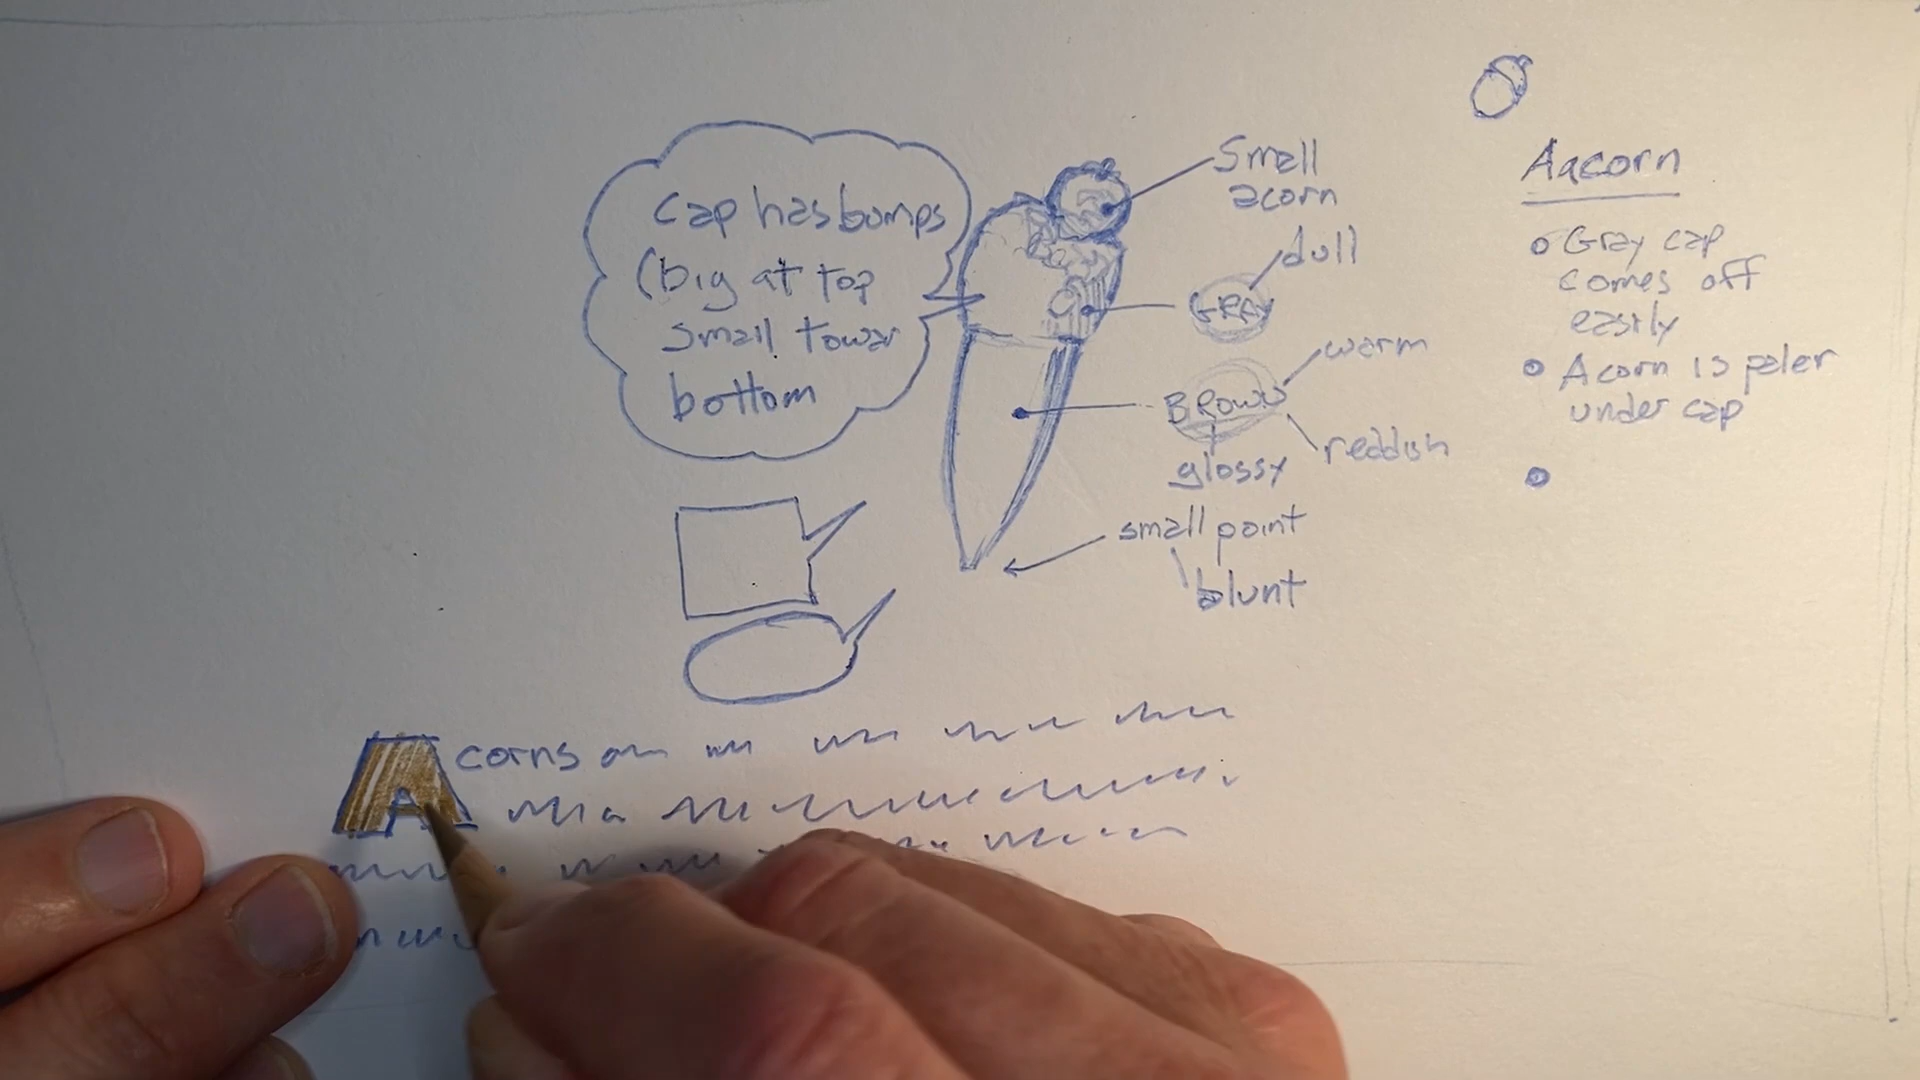 Cap has bumps
(big at top
small towar
bottom
Small
acorn
dull
GRAY
warm
BROWN
reddish
glossy
small point
blunt
Aacorn
Gray cap
comes off
easily
Acorn is paler
under cap
Acorns